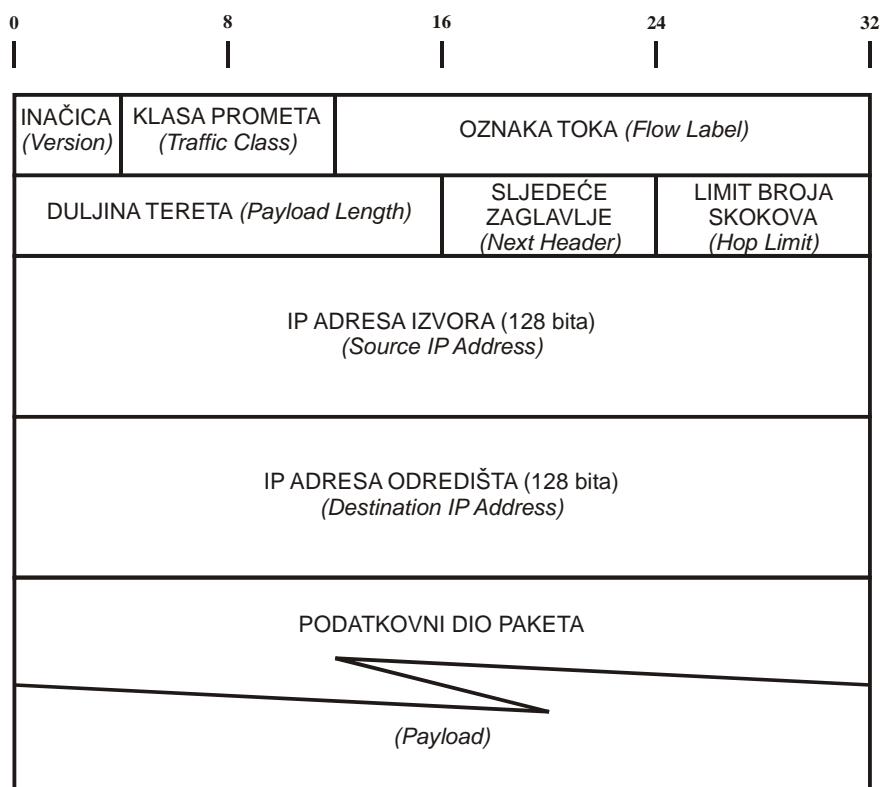 0 8 16 24 32
INAČICA
(Version)
KLASA PROMETA
(Traffic Class)
OZNAKA TOKA (Flow Label)
DULJINA TERETA (Payload Length)
SLJEDEĆE
ZAGLAVLJE
(Next Header)
LIMIT BROJA
SKOKOVA
(Hop Limit)
IP ADRESA IZVORA (128 bita)
(Source IP Address)
IP ADRESA ODREDIŠTA (128 bita)
(Destination IP Address)
PODATKOVNI DIO PAKETA
(Payload)